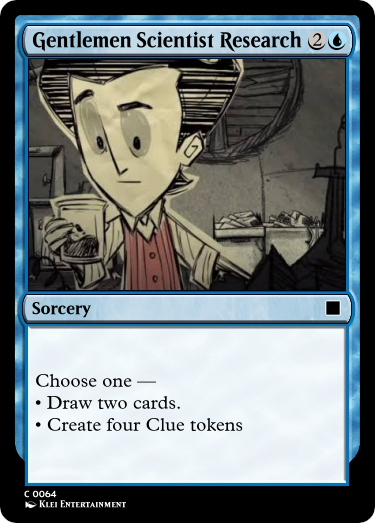 Gentlemen Scientist Research 2
Sorcery
Choose one —
• Draw two cards.
• Create four Clue tokens
C 0064
Klei Entertainment